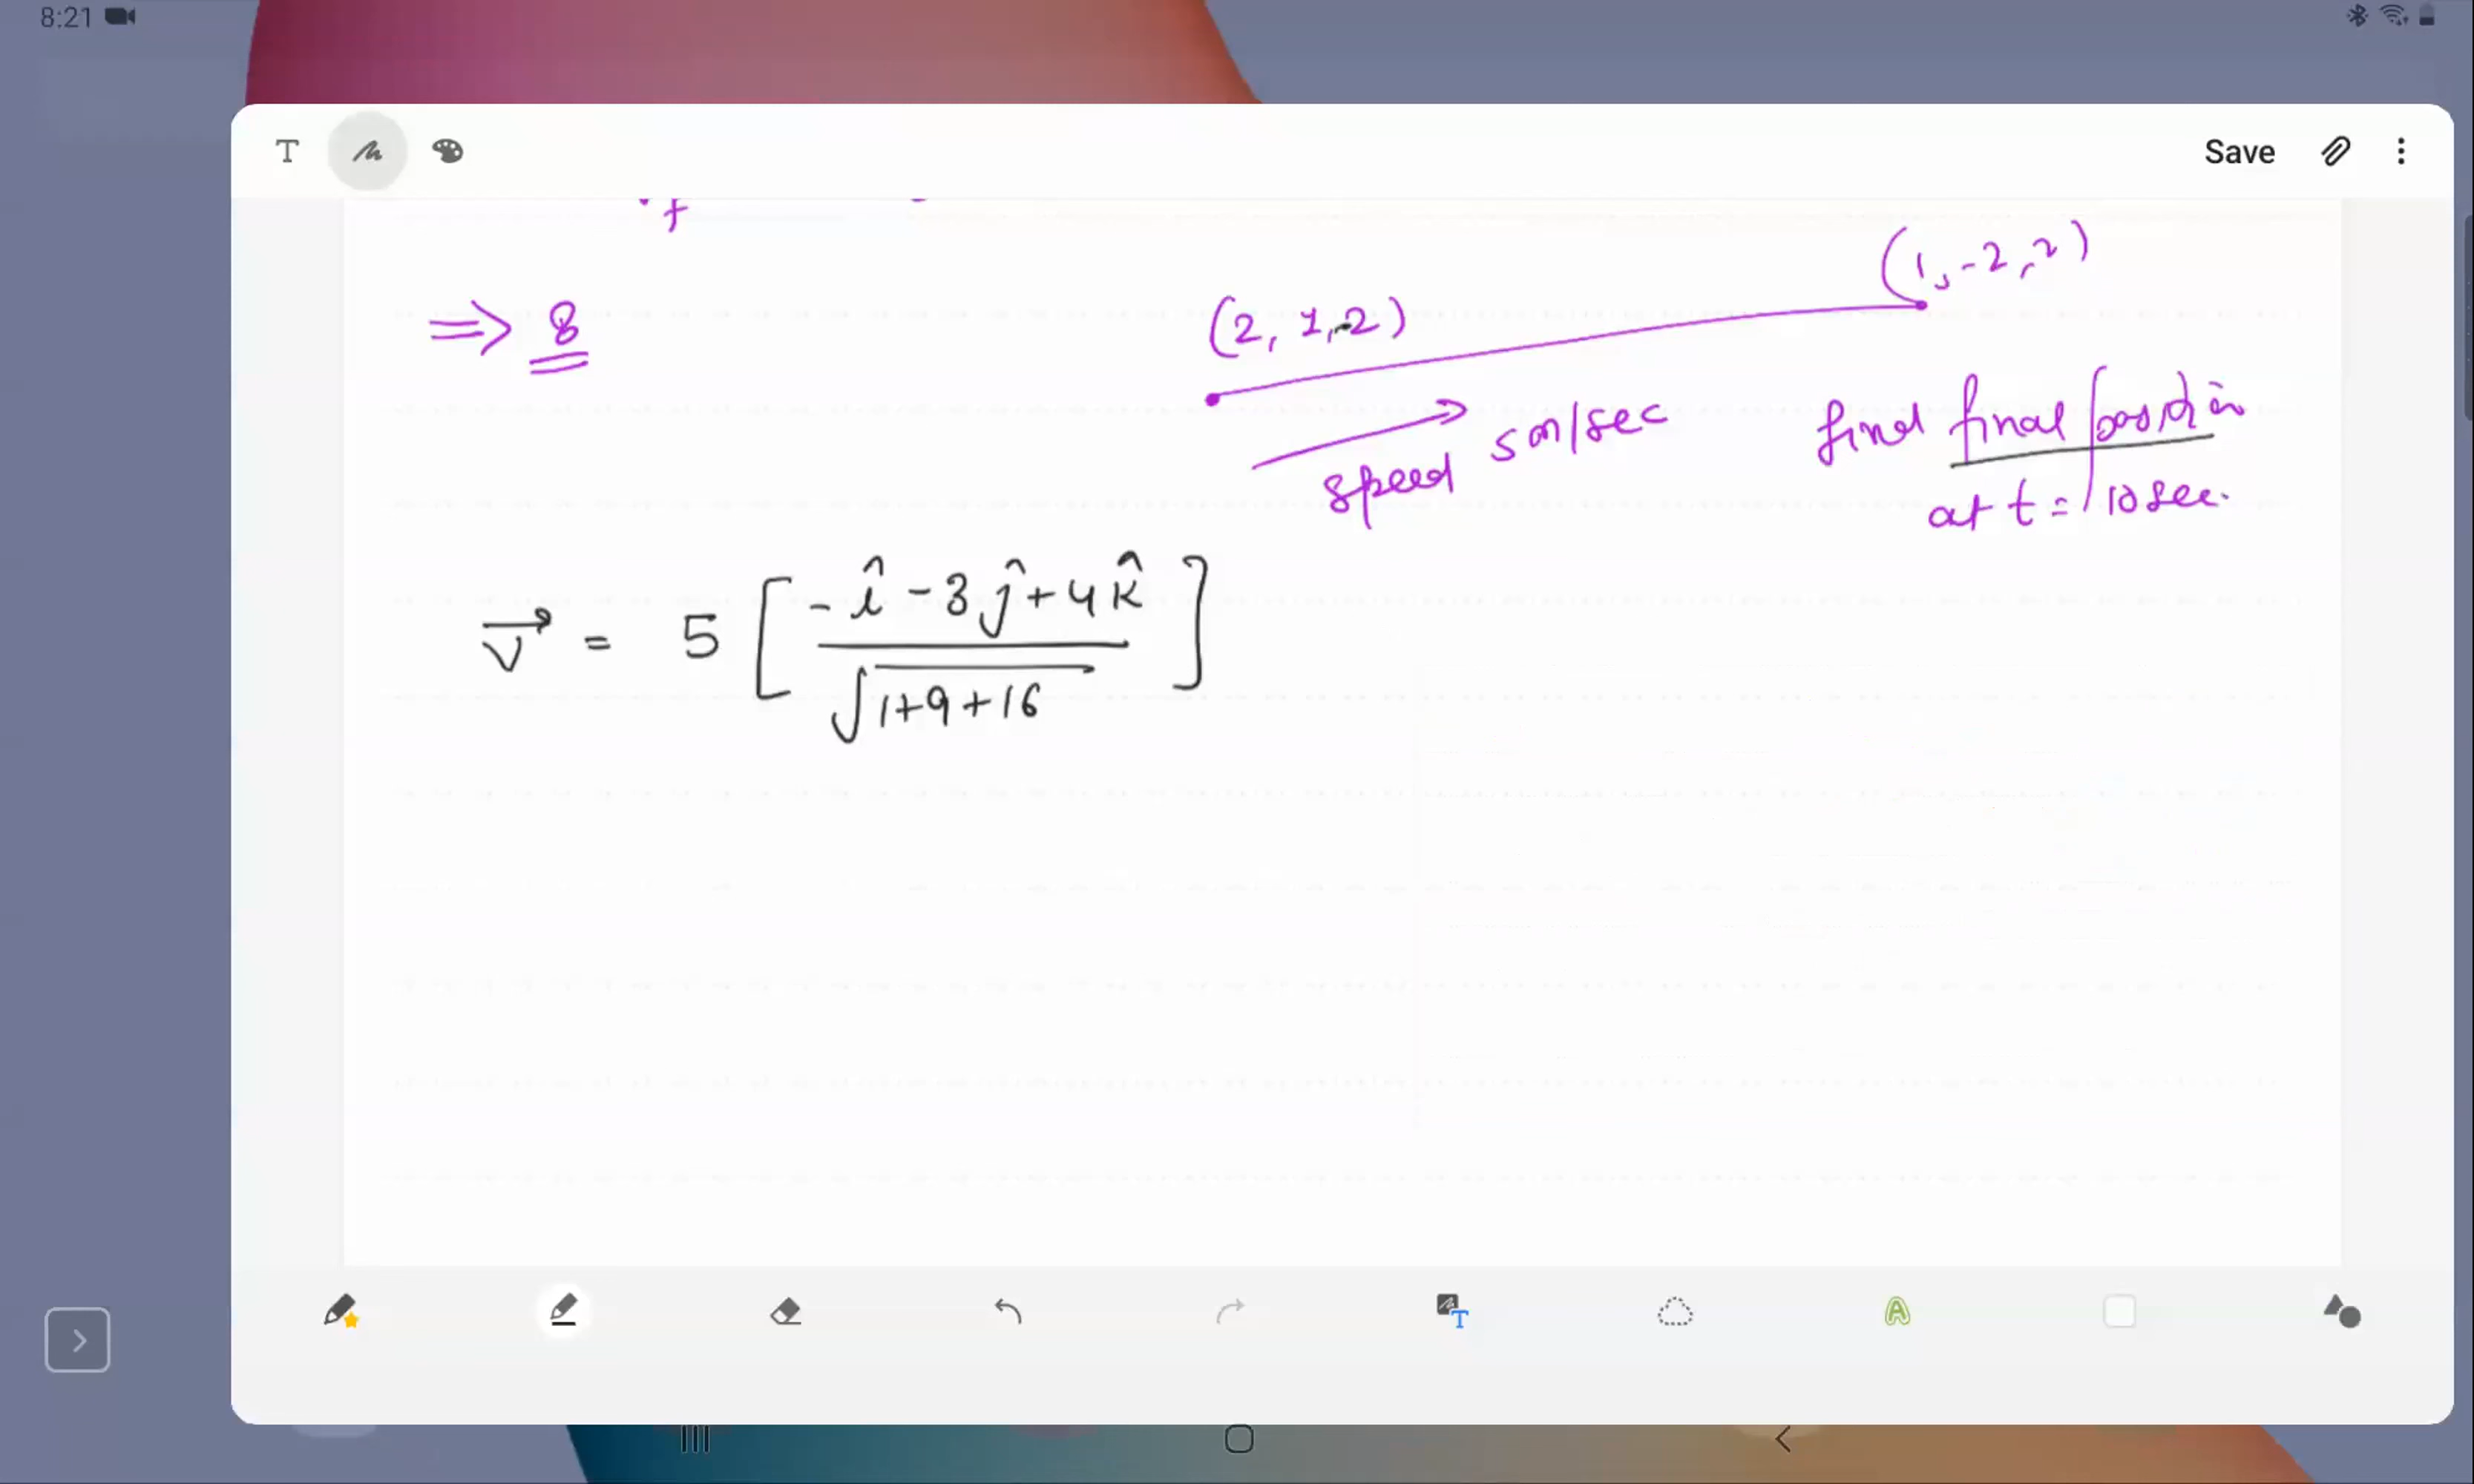 8:21
T Save
(1, -2, 2)
⇒ 8
(2, 1, -2)
speed 5m/sec
find final position
at t = 10 sec.
v⃗ = 5 [ (-î - 3ĵ + 4k̂) / √(1+9+16) ]
T A